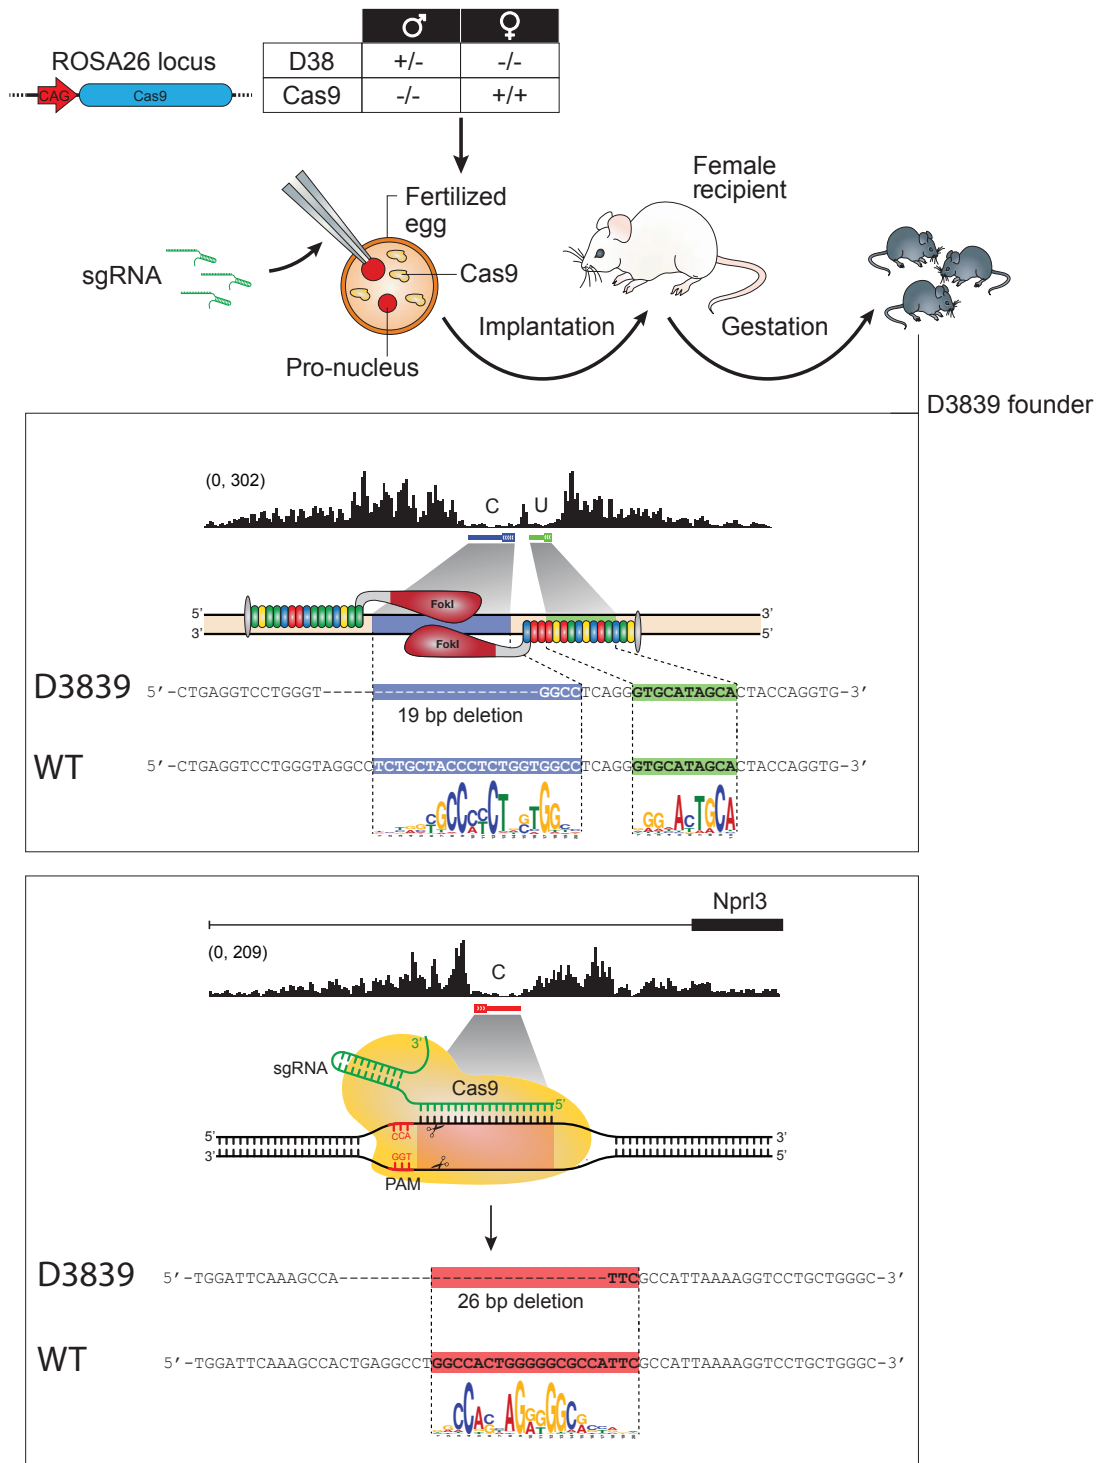 ♂ ♀
ROSA26 locus
D38 +/- -/-
CAG Cas9
Cas9 -/- +/+
Female recipient
Fertilized egg
sgRNA
Cas9
Implantation
Gestation
Pro-nucleus
D3839 founder
(0, 302)
C U
FokI
5’ 3’
3’ 5’
FokI
D3839 5’-CTGAGGTCCTGGGT---------------------GGCCTCAGGGTGCATAGCACTACCAGGTG-3’
19 bp deletion
WT 5’-CTGAGGTCCTGGGTAGGCCTCTGCTACCCTCTGGTGGCCTCAGGGTGCATAGCACTACCAGGTG-3’
Nprl3
(0, 209)
C
3’
sgRNA
Cas9
5’
CCA
5’ 3’
3’ 5’
GGT
PAM
D3839 5’-TGGATTCAAAGCCA--------------------------TTCGCCATTAAAAGGTCCTGCTGGGC-3’
26 bp deletion
WT 5’-TGGATTCAAAGCCACTGAGGCCTGGCCACTGGGGGCGCCATTCGCCATTAAAAGGTCCTGCTGGGC-3’